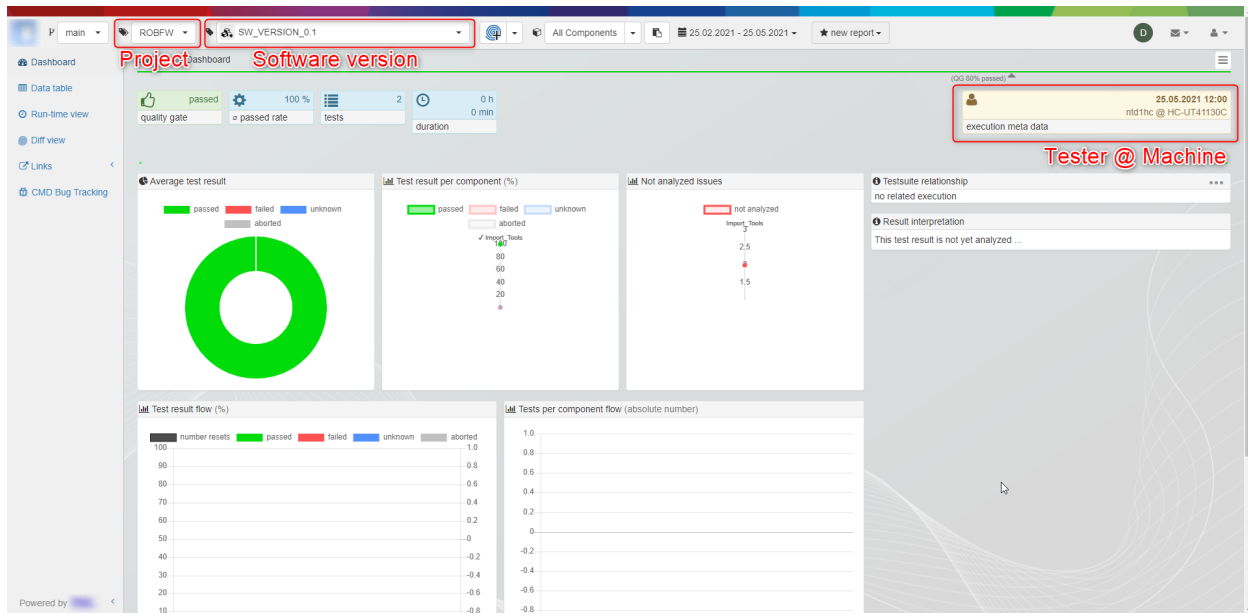 main
ROBFW
SW_VERSION_0.1
All Components
25.02.2021 - 25.05.2021
new report
D
Project
Software version
Dashboard
Data table
Run-time view
Diff view
Links
CMD Bug Tracking
Powered by
Dashboard
(QG 80% passed)
passed
quality gate
100 %
⌀ passed rate
2
tests
0 h
0 min
duration
25.05.2021 12:00
ntd1hc @ HC-UT41130C
execution meta data
Tester @ Machine
Average test result
passed failed unknown
aborted
Test result per component (%)
passed failed unknown
aborted
✓ Import_Tools
100
80
60
40
20
Not analyzed issues
not analyzed
Import_Tools
3
2.5
2
1.5
Testsuite relationship
no related execution
Result interpretation
This test result is not yet analyzed ...
Test result flow (%)
number resets passed failed unknown aborted
100 1.0
90 0.8
80 0.6
70 0.4
60 0.2
50 0
40 -0.2
30 -0.4
20 -0.6
10 -0.8
Tests per component flow (absolute number)
1.0
0.8
0.6
0.4
0.2
0
-0.2
-0.4
-0.6
-0.8